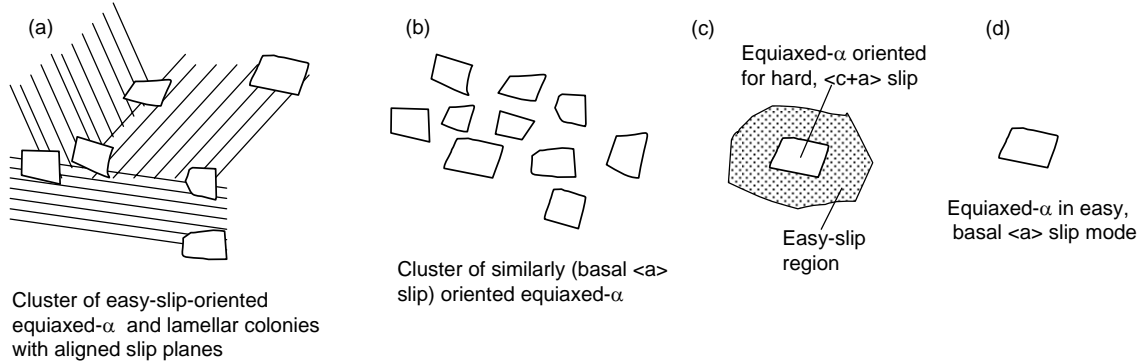 (a)
Cluster of easy-slip-oriented
equiaxed-α and lamellar colonies
with aligned slip planes
(b)
Cluster of similarly (basal <a>
slip) oriented equiaxed-α
(c)
Equiaxed-α oriented
for hard, <c+a> slip
Easy-slip
region
(d)
Equiaxed-α in easy,
basal <a> slip mode